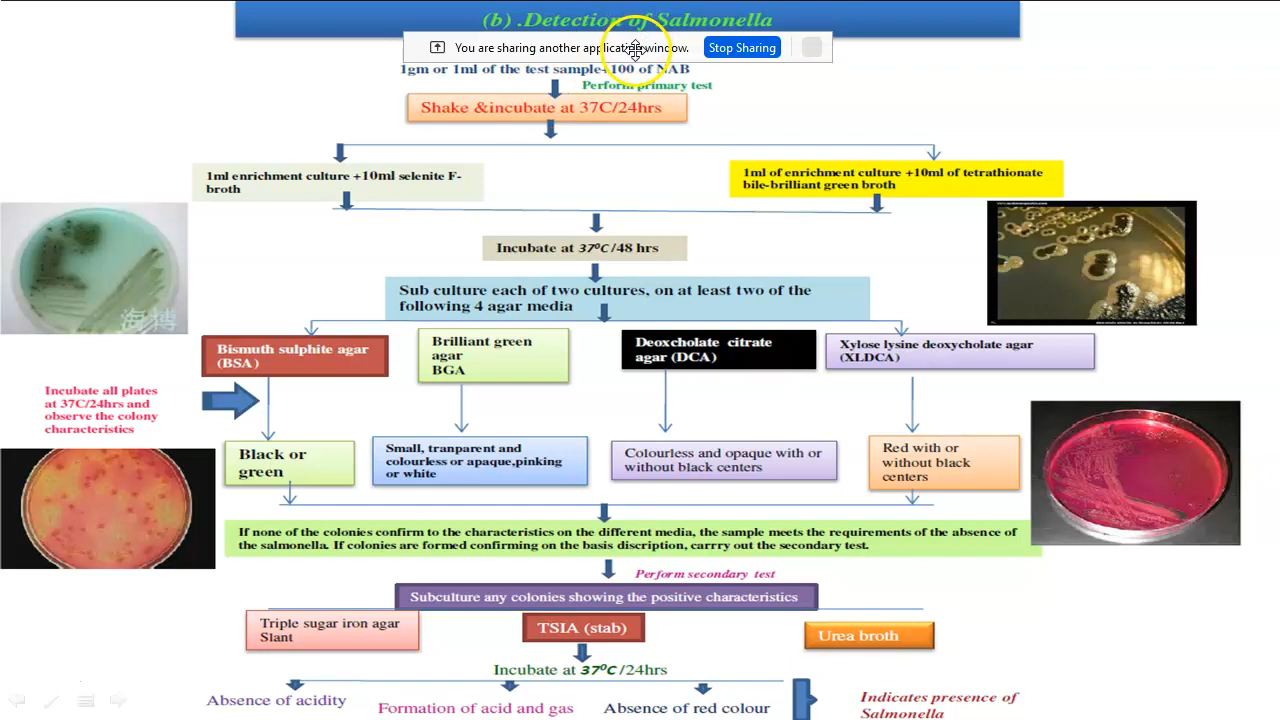 (b) .Detection of Salmonella
You are sharing another application window.
Stop Sharing
1gm or 1ml of the test sample+100 of NAB
Perform primary test
Shake &incubate at 37C/24hrs
1ml enrichment culture +10ml selenite F-
broth
1ml of enrichment culture +10ml of tetrathionate
bile-brilliant green broth
Incubate at 37⁰C /48 hrs
Sub culture each of two cultures, on at least two of the
following 4 agar media
Bismuth sulphite agar
(BSA)
Brilliant green
agar
BGA
Deoxcholate citrate
agar (DCA)
Xylose lysine deoxycholate agar
(XLDCA)
Incubate all plates
at 37C/24hrs and
observe the colony
characteristics
Black or
green
Small, tranparent and
colourless or apaque,pinking
or white
Colourless and opaque with or
without black centers
Red with or
without black
centers
If none of the colonies confirm to the characteristics on the different media, the sample meets the requirements of the absence of
the salmonella. If colonies are formed confirming on the basis discription, carrry out the secondary test.
Perform secondary test
Subculture any colonies showing the positive characteristics
Triple sugar iron agar
Slant
TSIA (stab)
Urea broth
Incubate at 37⁰C /24hrs
Absence of acidity
Formation of acid and gas
Absence of red colour
Indicates presence of
Salmonella
海博